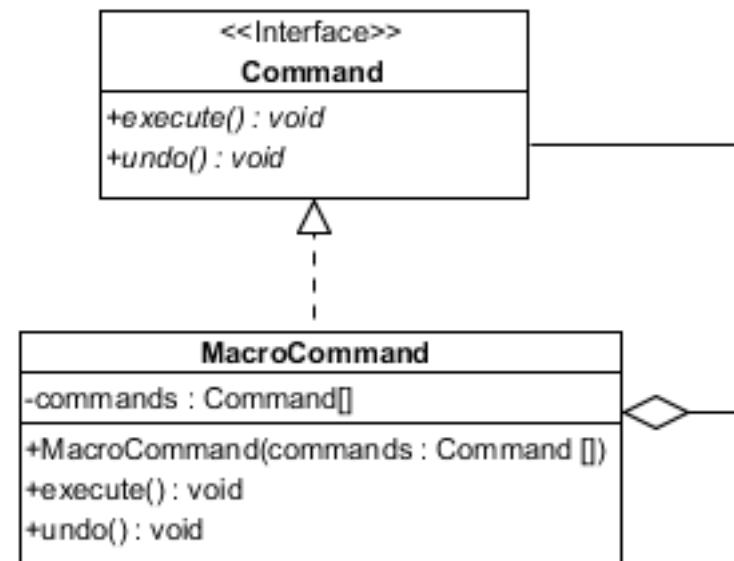 <<Interface>>
Command
+execute() : void
+undo() : void
MacroCommand
-commands : Command[]
+MacroCommand(commands : Command [])
+execute() : void
+undo() : void